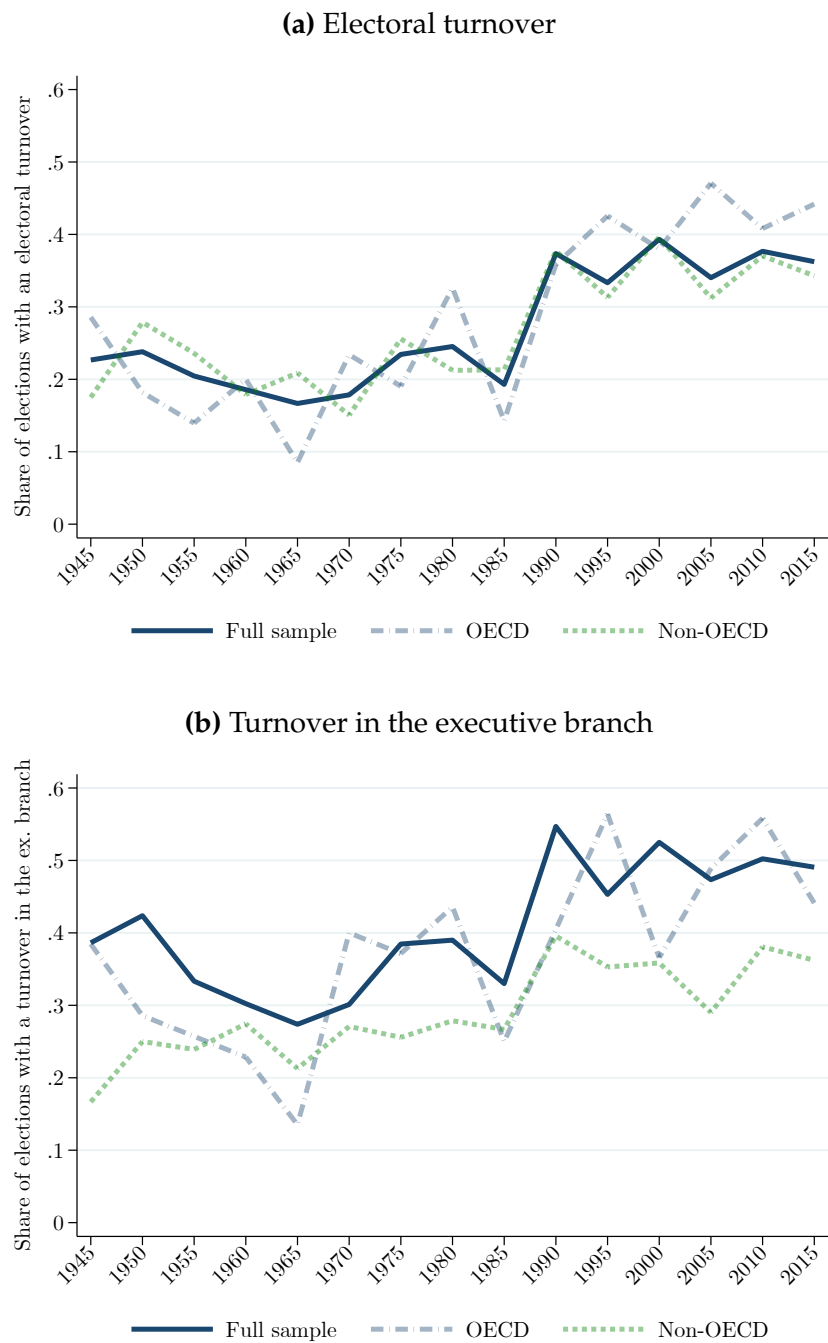 (a) Electoral turnover
Share of elections with an electoral turnover
.6
.5
.4
.3
.2
.1
0
1945 1950 1955 1960 1965 1970 1975 1980 1985 1990 1995 2000 2005 2010 2015
Full sample OECD Non-OECD
(b) Turnover in the executive branch
Share of elections with a turnover in the ex. branch
.6
.5
.4
.3
.2
.1
0
1945 1950 1955 1960 1965 1970 1975 1980 1985 1990 1995 2000 2005 2010 2015
Full sample OECD Non-OECD